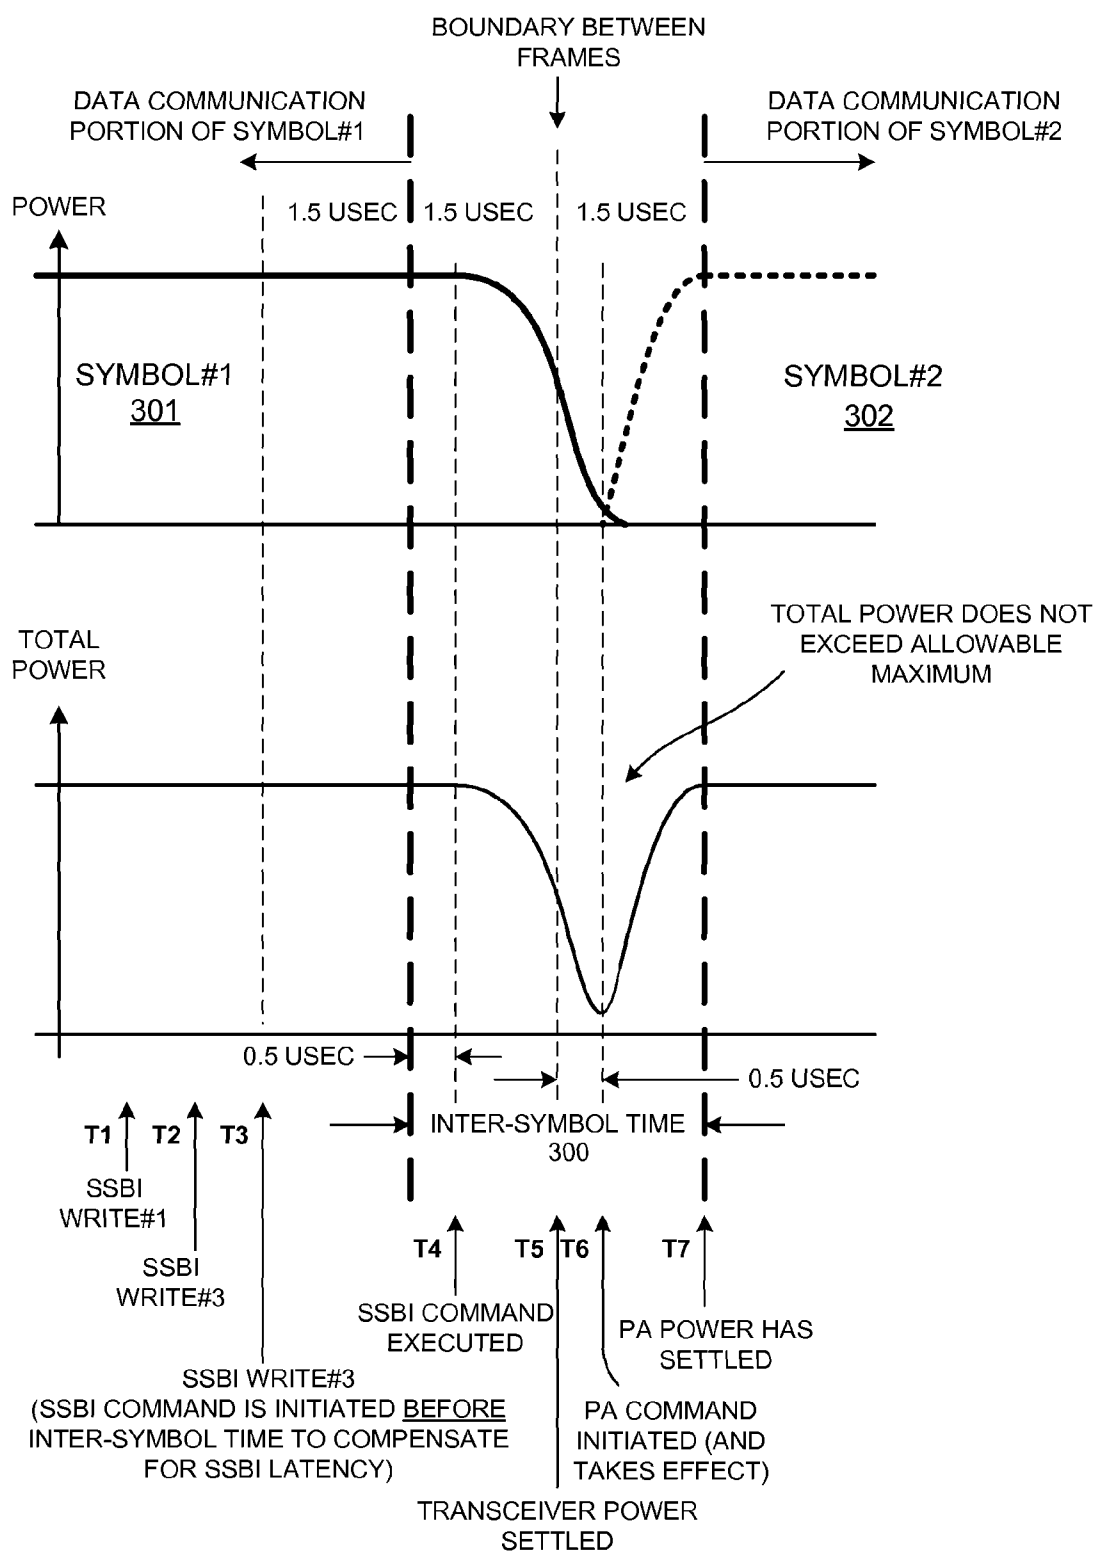 BOUNDARY BETWEEN
FRAMES
DATA COMMUNICATION
PORTION OF SYMBOL#1
DATA COMMUNICATION
PORTION OF SYMBOL#2
POWER
1.5 USEC
1.5 USEC
1.5 USEC
SYMBOL#1
301
SYMBOL#2
302
TOTAL POWER DOES NOT
EXCEED ALLOWABLE
MAXIMUM
TOTAL
POWER
0.5 USEC
0.5 USEC
INTER-SYMBOL TIME
300
T1
T2
T3
SSBI
WRITE#1
SSBI
WRITE#3
T4
T5
T6
T7
SSBI COMMAND
EXECUTED
PA POWER HAS
SETTLED
SSBI WRITE#3
(SSBI COMMAND IS INITIATED BEFORE
INTER-SYMBOL TIME TO COMPENSATE
FOR SSBI LATENCY)
PA COMMAND
INITIATED (AND
TAKES EFFECT)
TRANSCEIVER POWER
SETTLED